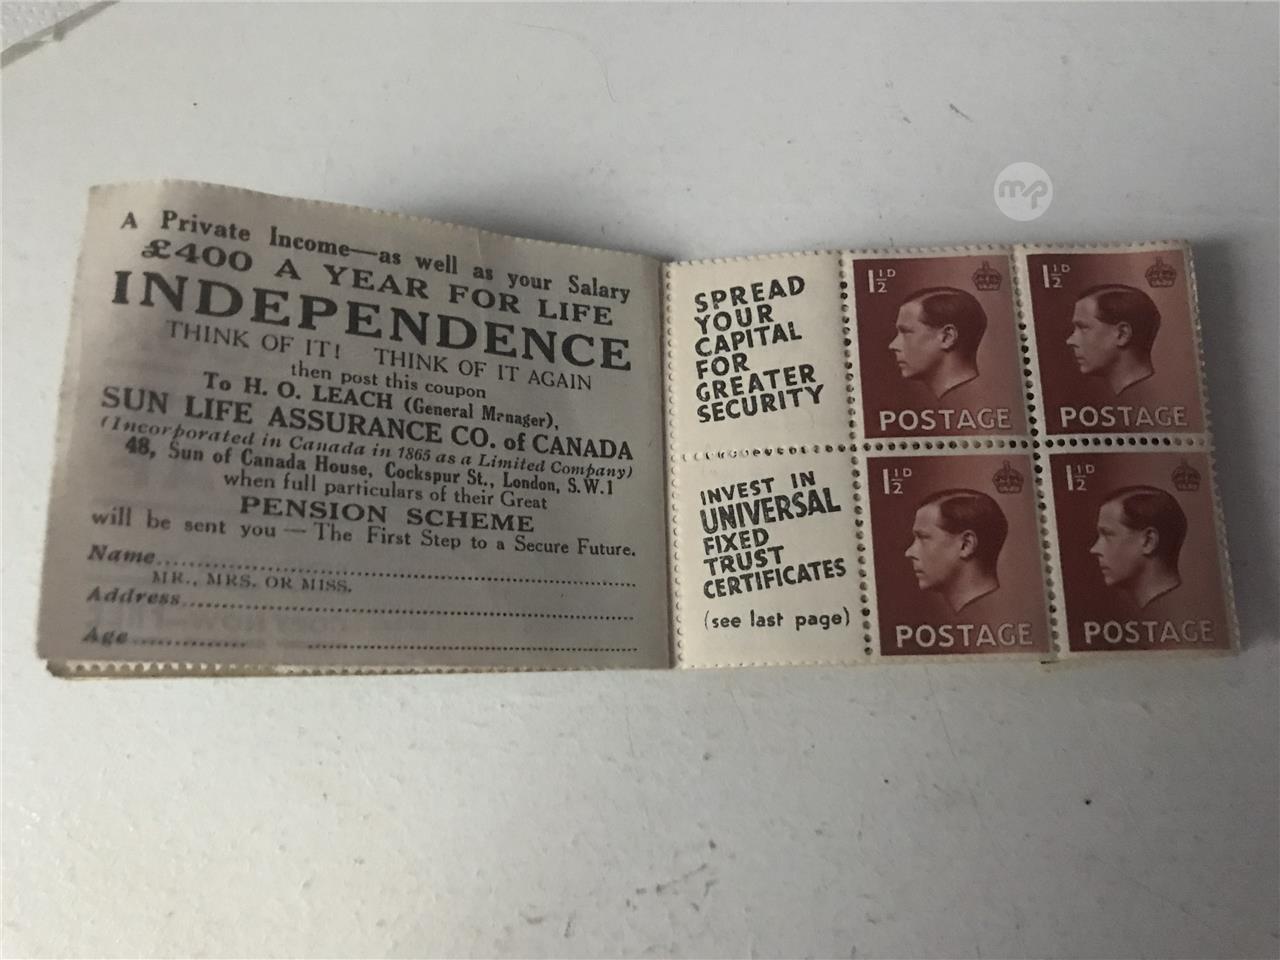 A Private Income—as well as your Salary
£400 A YEAR FOR LIFE
INDEPENDENCE
THINK OF IT! THINK OF IT AGAIN
then post this coupon
To H. O. LEACH (General Manager),
SUN LIFE ASSURANCE CO. of CANADA
(Incorporated in Canada in 1865 as a Limited Company)
48, Sun of Canada House, Cockspur St., London, S.W.1
when full particulars of their Great
PENSION SCHEME
will be sent you — The First Step to a Secure Future.
Name
MR., MRS. OR MISS.
Address
Age
SPREAD
YOUR
CAPITAL
FOR
GREATER
SECURITY
INVEST IN
UNIVERSAL
FIXED
TRUST
CERTIFICATES
(see last page)
1½D
POSTAGE
1½D
POSTAGE
1½D
POSTAGE
1½D
POSTAGE
mp